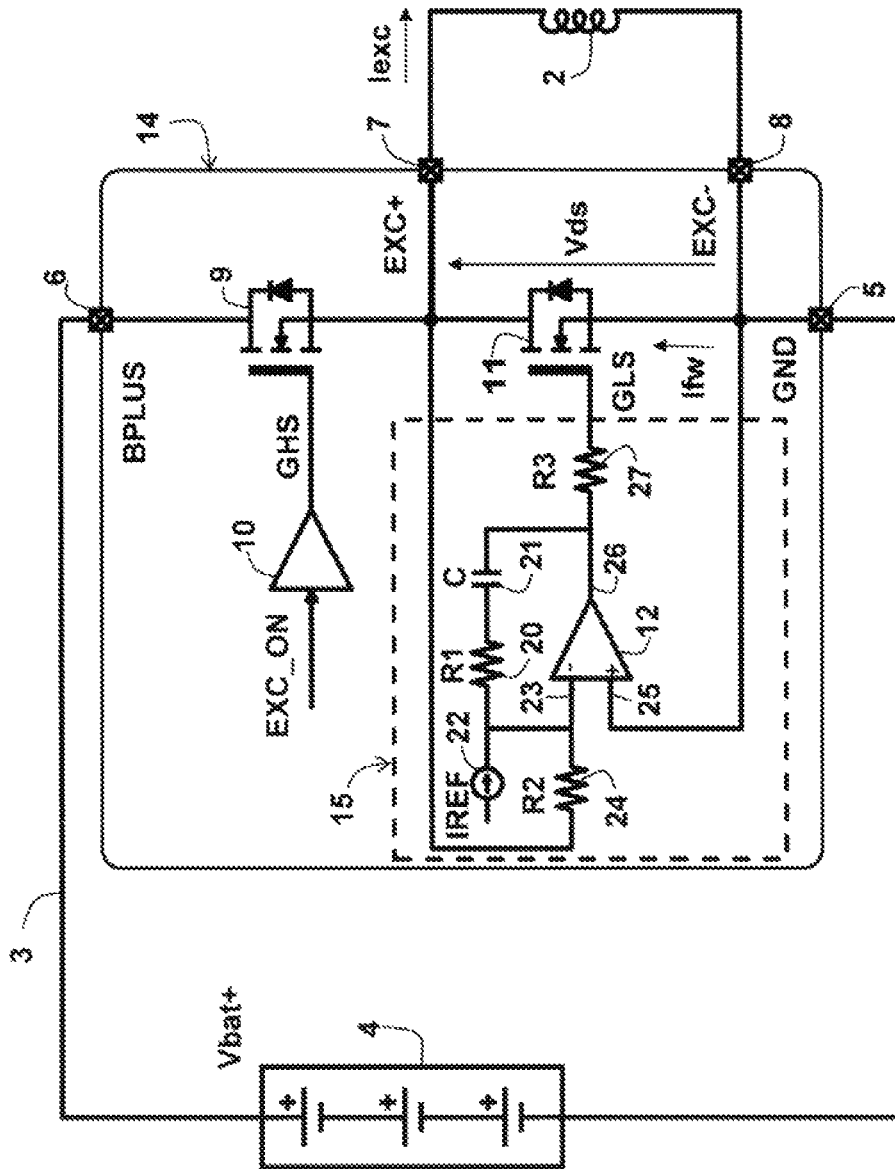 3
Vbat+
4
+
+
+
6
BPLUS
14
9
10
GHS
EXC_ON
7
Iexc
EXC+
2
Vds
EXC-
8
11
GLS
Ifw
GND
5
15
IREF
22
R1
20
C
21
R2
24
23
25
-
+
12
26
R3
27